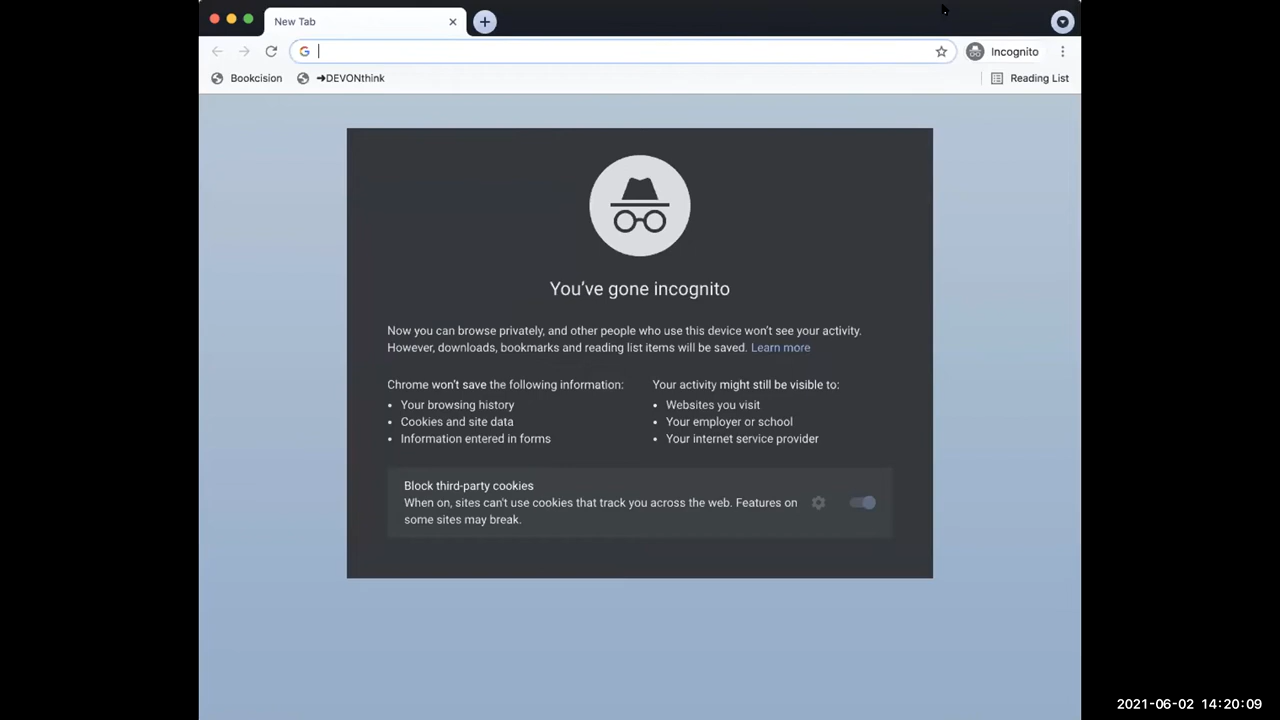 New Tab
Incognito
Bookcision
➔DEVONthink
Reading List
You've gone incognito
Now you can browse privately, and other people who use this device won't see your activity.
However, downloads, bookmarks and reading list items will be saved. Learn more
Chrome won't save the following information:
Your browsing history
Cookies and site data
Information entered in forms
Your activity might still be visible to:
Websites you visit
Your employer or school
Your internet service provider
Block third-party cookies
When on, sites can't use cookies that track you across the web. Features on
some sites may break.
2021-06-02 14:20:09